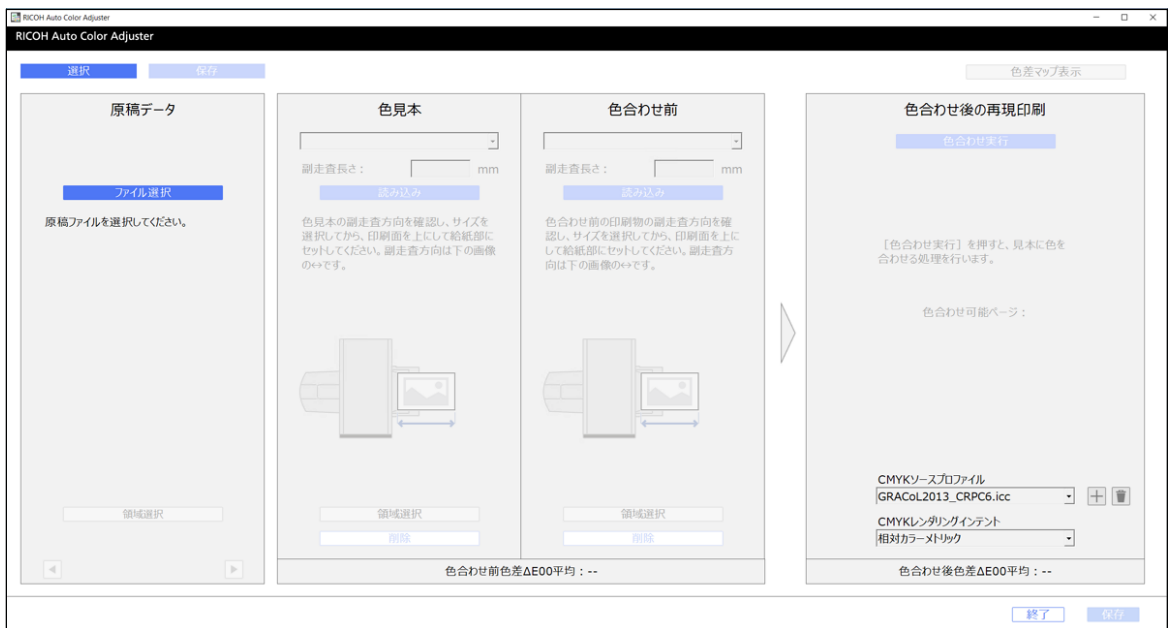 RICOH Auto Color Adjuster
RICOH Auto Color Adjuster
選択
保存
色差マップ表示
原稿データ
ファイル選択
原稿ファイルを選択してください。
領域選択
色見本
副走査長さ:
mm
読み込み
色見本の副走査方向を確認し、サイズを
選択してから、印刷面を上にして給紙部に
セットしてください。副走査方向は下の画像
の↔です。
領域選択
削除
色合わせ前
副走査長さ:
mm
読み込み
色合わせ前の印刷物の副走査方向を確
認し、サイズを選択してから、印刷面を上に
して給紙部にセットしてください。副走査方
向は下の画像の↔です。
領域選択
削除
色合わせ前色差ΔE00平均:--
色合わせ後の再現印刷
色合わせ実行
[色合わせ実行] を押すと、見本に色を
合わせる処理を行います。
色合わせ可能ページ:
CMYKソースプロファイル
GRACoL2013_CRPC6.icc
CMYKレンダリングインテント
相対カラーメトリック
色合わせ後色差ΔE00平均:--
終了
保存